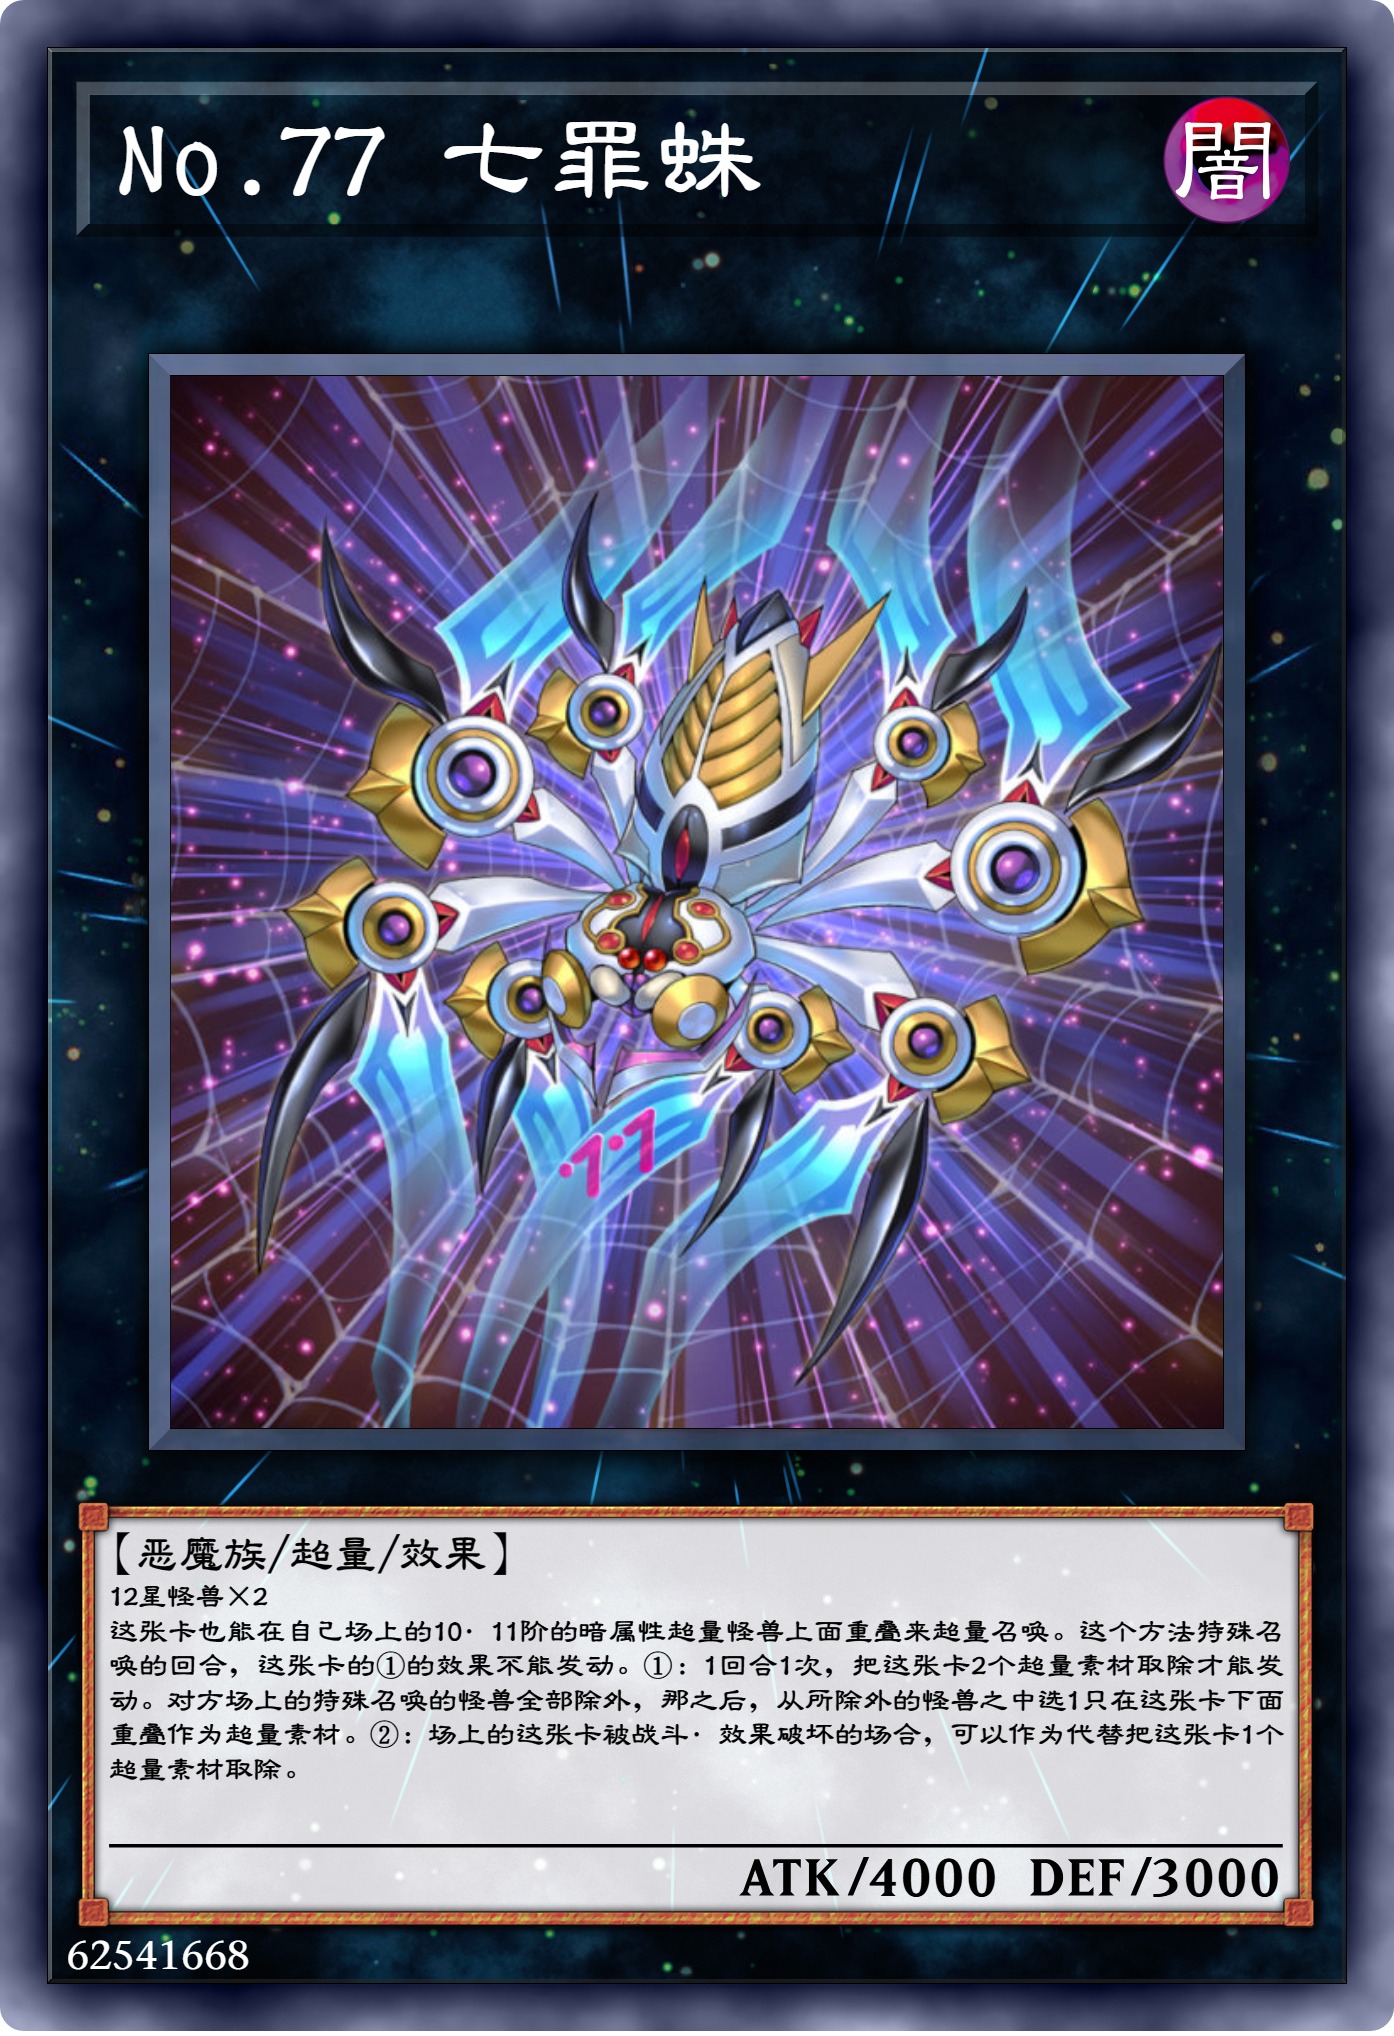 No.77 七罪蛛
闇
·77
【恶魔族/超量/效果】
12星怪兽×2
这张卡也能在自己场上的10·11阶的暗属性超量怪兽上面重叠来超量召唤。这个方法特殊召
唤的回合，这张卡的①的效果不能发动。①：1回合1次，把这张卡2个超量素材取除才能发
动。对方场上的特殊召唤的怪兽全部除外，那之后，从所除外的怪兽之中选1只在这张卡下面
重叠作为超量素材。②：场上的这张卡被战斗·效果破坏的场合，可以作为代替把这张卡1个
超量素材取除。
ATK/4000 DEF/3000
62541668